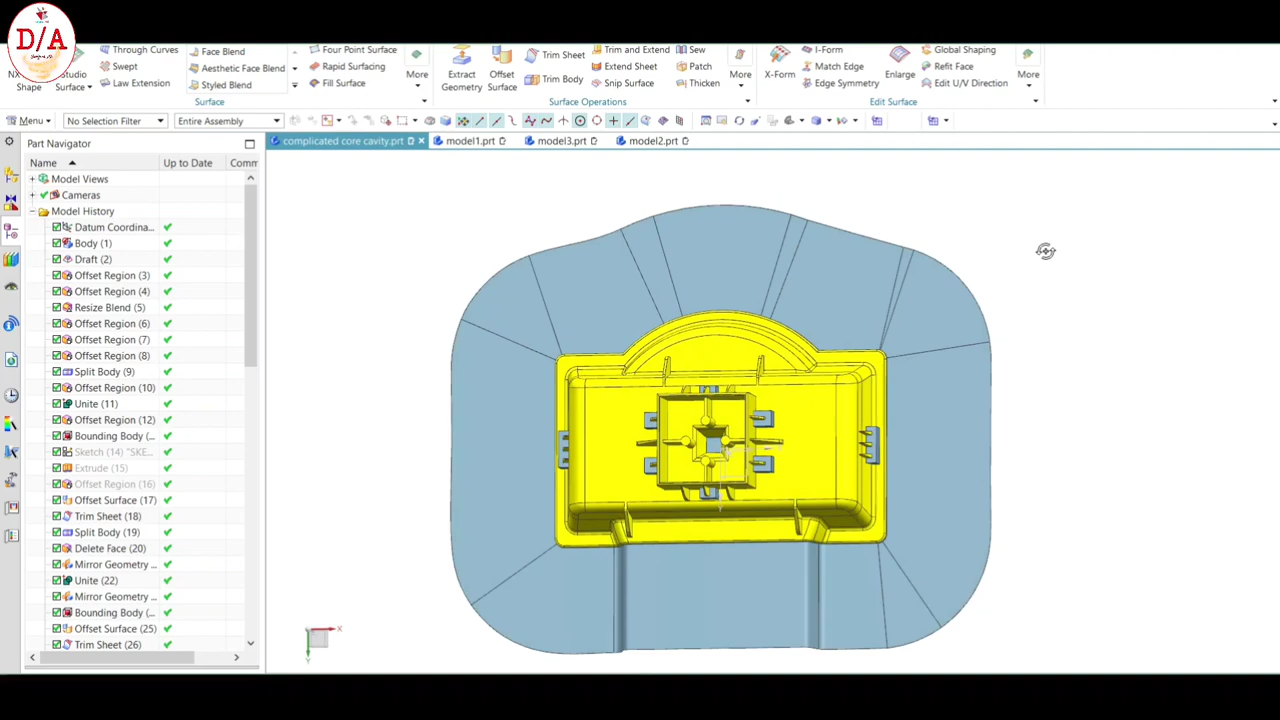 D/A
Through Curves
Face Blend
Four Point Surface
Trim Sheet
Trim and Extend
Sew
I-Form
Global Shaping
Swept
Aesthetic Face Blend
Rapid Surfacing
Extend Sheet
Patch
Match Edge
Refit Face
NX
Shape
Studio
Surface
Law Extension
Styled Blend
Fill Surface
More
Extract
Geometry
Offset
Surface
Trim Body
Snip Surface
Thicken
More
X-Form
Edge Symmetry
Enlarge
Edit U/V Direction
More
Surface
Surface Operations
Edit Surface
Menu
No Selection Filter
Entire Assembly
Part Navigator
complicated core cavity.prt
model1.prt
model3.prt
model2.prt
Name
Up to Date
Comm
Model Views
Cameras
Model History
Datum Coordina...
Body (1)
Draft (2)
Offset Region (3)
Offset Region (4)
Resize Blend (5)
Offset Region (6)
Offset Region (7)
Offset Region (8)
Split Body (9)
Offset Region (10)
Unite (11)
Offset Region (12)
Bounding Body (...
Sketch (14) "SKE...
Extrude (15)
Offset Region (16)
Offset Surface (17)
Trim Sheet (18)
Split Body (19)
Delete Face (20)
Mirror Geometry ...
Unite (22)
Mirror Geometry ...
Bounding Body (...
Offset Surface (25)
Trim Sheet (26)
X
Y